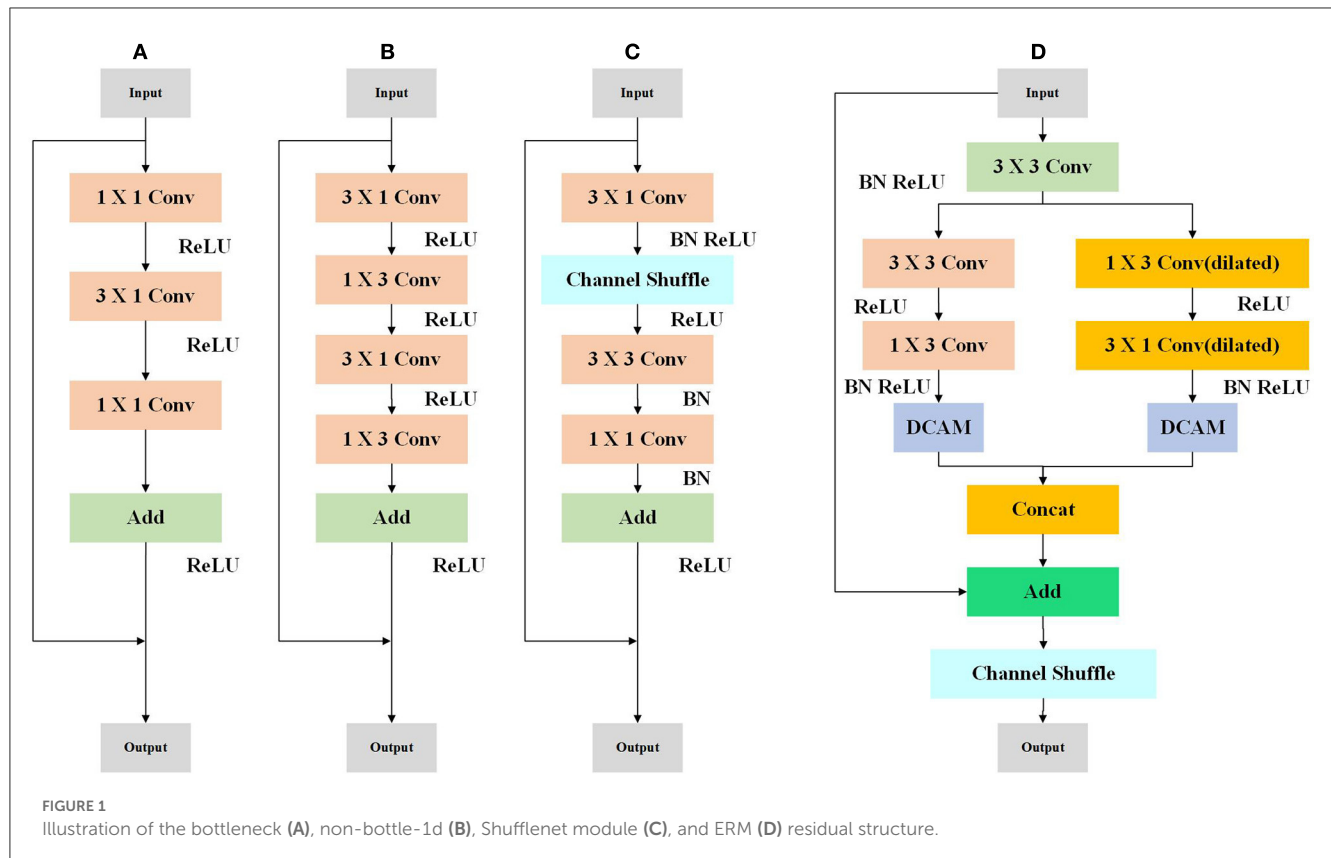 A
Input
1 X 1 Conv
ReLU
3 X 1 Conv
ReLU
1 X 1 Conv
Add
ReLU
Output
B
Input
3 X 1 Conv
ReLU
1 X 3 Conv
ReLU
3 X 1 Conv
ReLU
1 X 3 Conv
Add
ReLU
Output
C
Input
3 X 1 Conv
BN ReLU
Channel Shuffle
ReLU
3 X 3 Conv
BN
1 X 1 Conv
BN
Add
ReLU
Output
D
Input
3 X 3 Conv
BN ReLU
3 X 3 Conv
ReLU
1 X 3 Conv
BN ReLU
DCAM
1 X 3 Conv(dilated)
ReLU
3 X 1 Conv(dilated)
BN ReLU
DCAM
Concat
Add
Channel Shuffle
Output
FIGURE 1
Illustration of the bottleneck (A), non-bottle-1d (B), Shufflenet module (C), and ERM (D) residual structure.